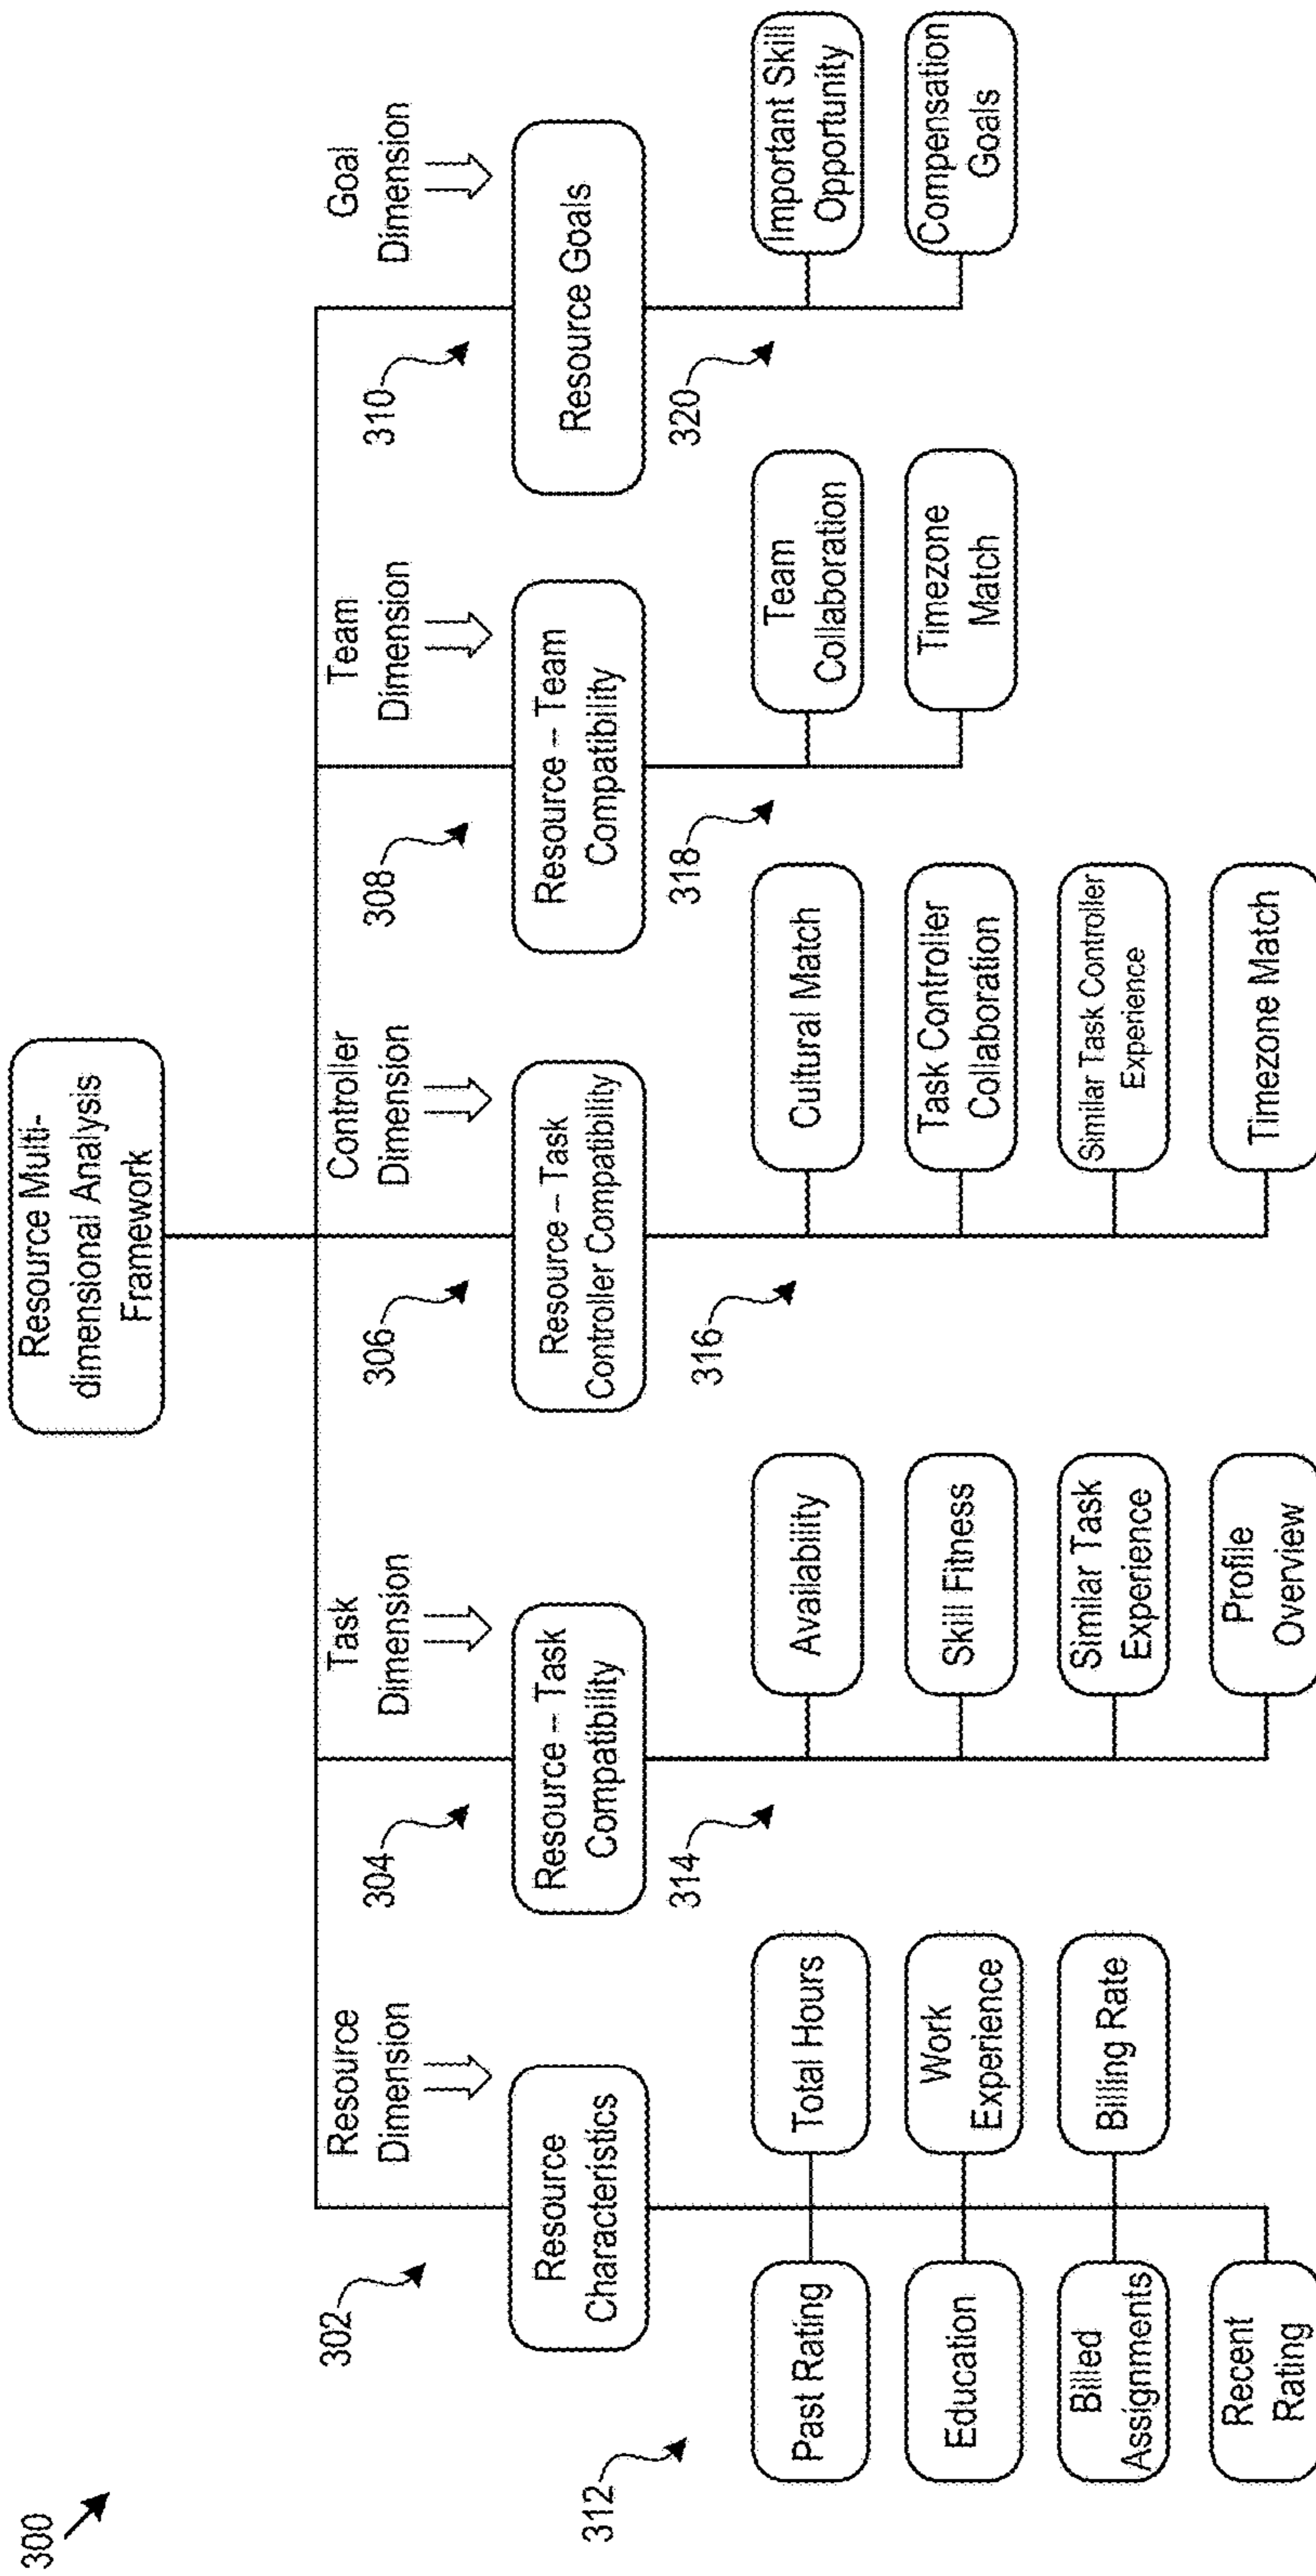 300
Resource Multi-
dimensional Analysis
Framework
Resource
Dimension
Task
Dimension
Controller
Dimension
Team
Dimension
Goal
Dimension
302
304
306
308
310
Resource
Characteristics
Resource – Task
Compatibility
Resource – Task
Controller Compatibility
Resource – Team
Compatibility
Resource Goals
312
314
316
318
320
Past Rating
Total Hours
Education
Work
Experience
Billed
Assignments
Billing Rate
Recent
Rating
Availability
Skill Fitness
Similar Task
Experience
Profile
Overview
Cultural Match
Task Controller
Collaboration
Similar Task Controller
Experience
Timezone Match
Team
Collaboration
Timezone
Match
Important Skill
Opportunity
Compensation
Goals